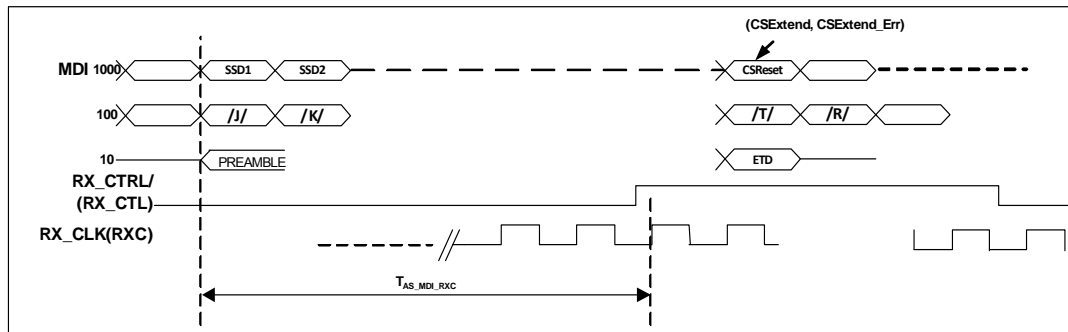 (CSExtend, CSExtend_Err)
MDI 1000 SSD1 SSD2 CSReset
100 /J/ /K/ /T/ /R/
10 PREAMBLE ETD
RX_CTRL/
(RX_CTL)
RX_CLK(RXC)
TAS_MDI_RXC